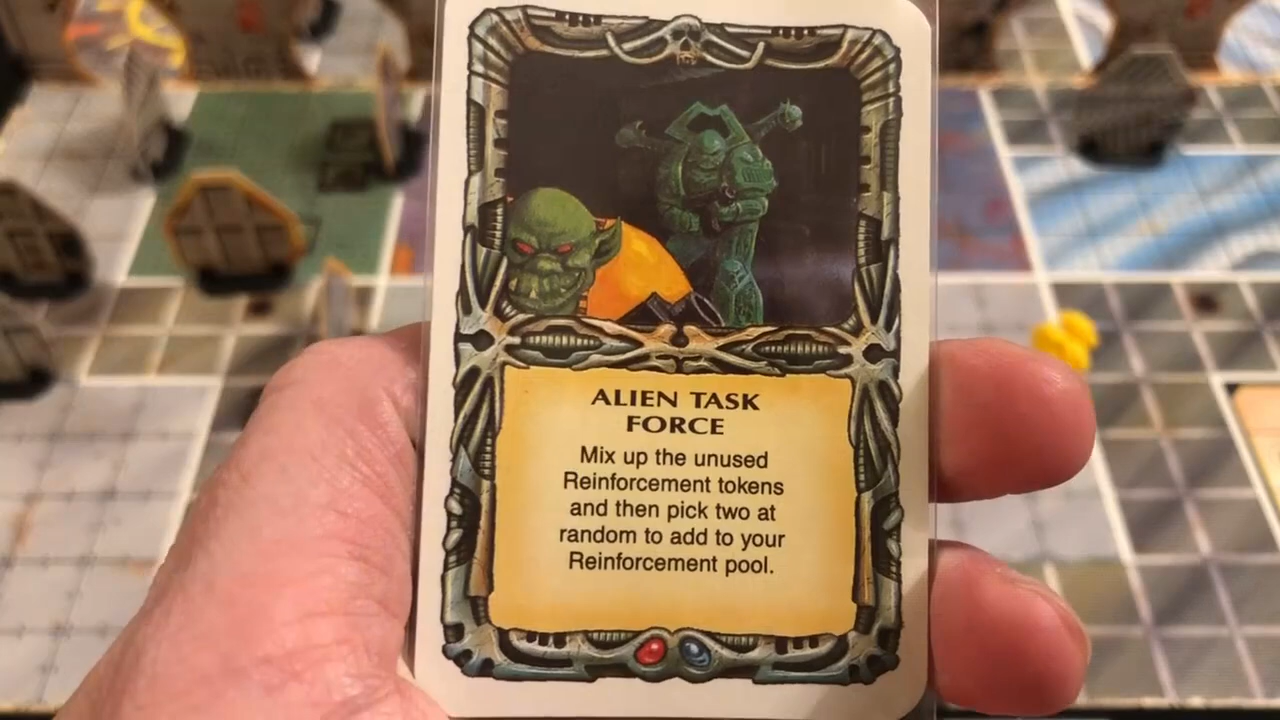 ALIEN TASK
FORCE
Mix up the unused
Reinforcement tokens
and then pick two at
random to add to your
Reinforcement pool.